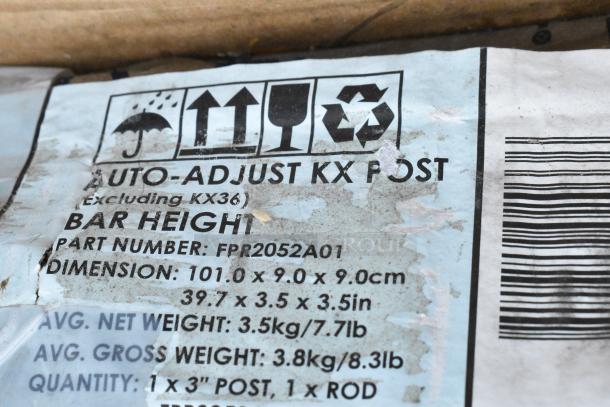 AUTO-ADJUST KX POST
(Excluding KX36)
BAR HEIGHT
PART NUMBER: FPR2052A01
DIMENSION: 101.0 x 9.0 x 9.0cm
39.7 x 3.5 x 3.5in
AVG. NET WEIGHT: 3.5kg/7.7lb
AVG. GROSS WEIGHT: 3.8kg/8.3lb
QUANTITY: 1 x 3" POST, 1 x ROD